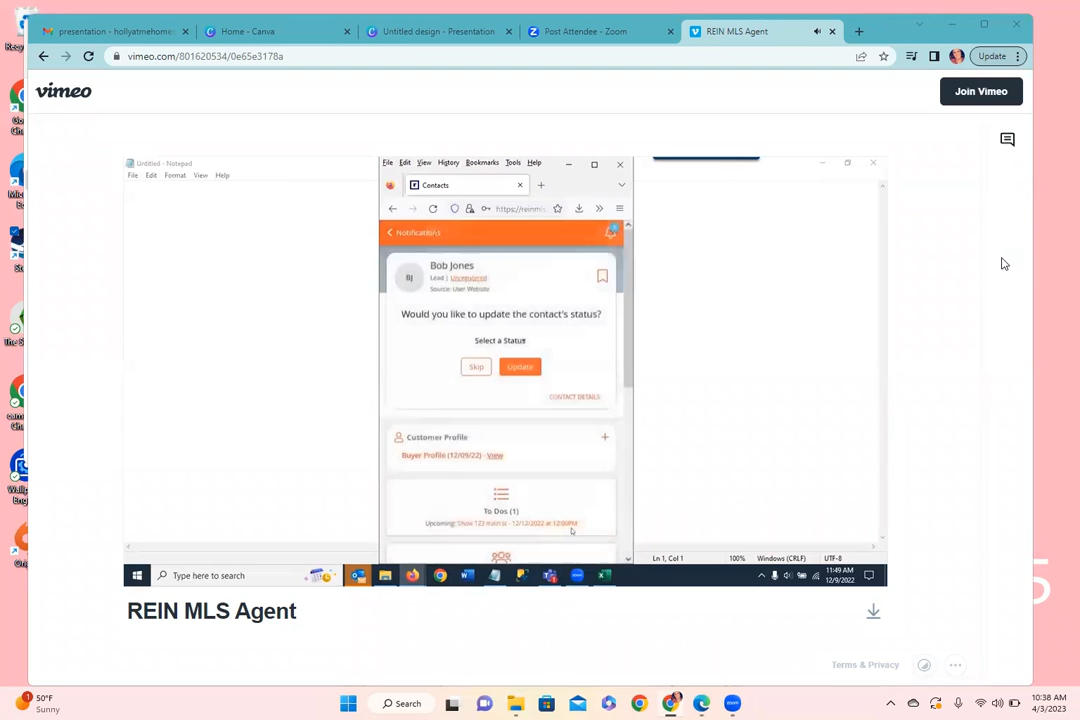 presentation - hollyatmehomes
Home - Canva
Untitled design - Presentation
Post Attendee - Zoom
REIN MLS Agent
vimeo.com/801620534/0e65e3178a
Update
vimeo
Join Vimeo
Untitled - Notepad
File Edit Format View Help
File Edit View History Bookmarks Tools Help
Contacts
https://reinmls
Notifications
BJ
Bob Jones
Lead | Unregistered
Source: User Website
Would you like to update the contact's status?
Select a Status
Skip
Update
CONTACT DETAILS
Customer Profile
Buyer Profile (12/09/22) - View
To Dos (1)
Upcoming: Show 123 main st - 12/12/2022 at 12:00PM
Ln 1, Col 1
100%
Windows (CRLF)
UTF-8
Type here to search
11:49 AM
12/9/2022
REIN MLS Agent
Terms & Privacy
50°F
Sunny
Search
10:38 AM
4/3/2023